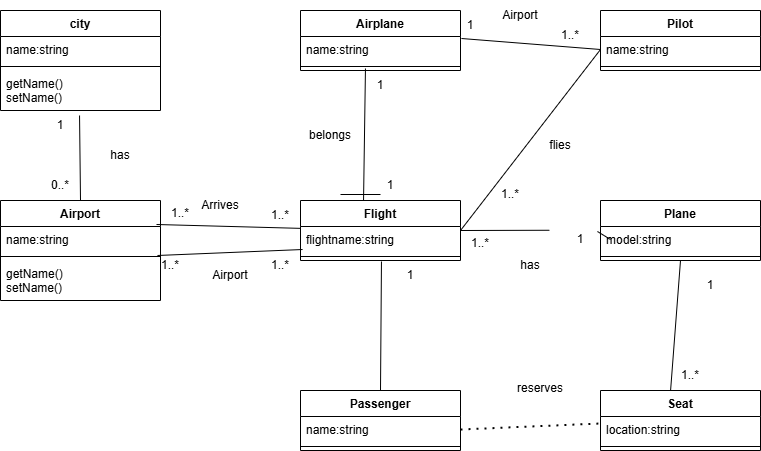 city
name:string
getName()
setName()
Airplane
name:string
1
Airport
1..*
Pilot
name:string
1
has
0..*
1
belongs
1
flies
1..*
Airport
name:string
getName()
setName()
1..*
Arrives
1..*
1..*
Airport
1..*
Flight
flightname:string
1..*
has
1
Plane
model:string
1
1
1..*
Passenger
name:string
reserves
Seat
location:string